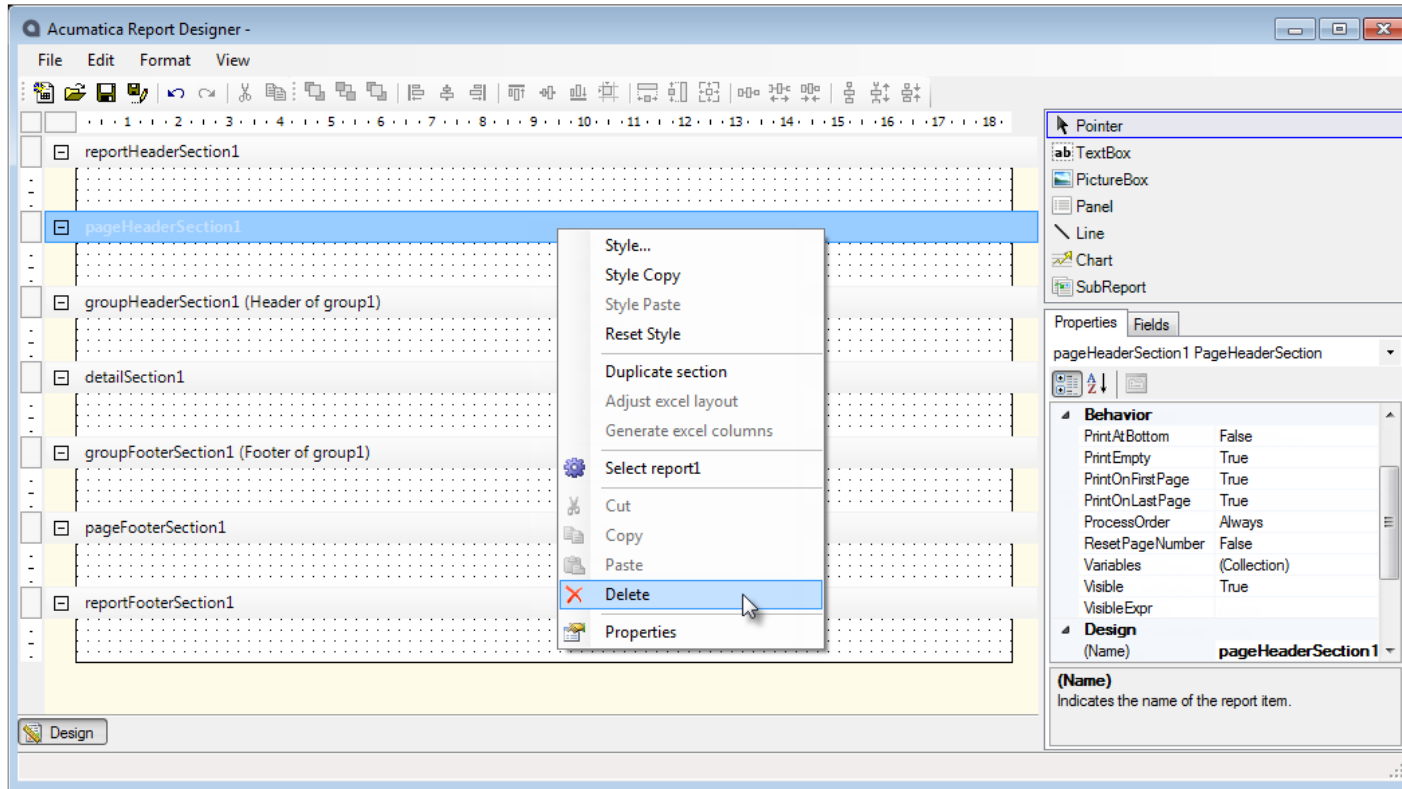 Acumatica Report Designer -
File Edit Format View
1 2 3 4 5 6 7 8 9 10 11 12 13 14 15 16 17 18
reportHeaderSection1
pageHeaderSection1
groupHeaderSection1 (Header of group1)
detailSection1
groupFooterSection1 (Footer of group1)
pageFooterSection1
reportFooterSection1
Style...
Style Copy
Style Paste
Reset Style
Duplicate section
Adjust excel layout
Generate excel columns
Select report1
Cut
Copy
Paste
Delete
Properties
Pointer
ab TextBox
PictureBox
Panel
Line
Chart
SubReport
Properties Fields
pageHeaderSection1 PageHeaderSection
Behavior
PrintAtBottom False
PrintEmpty True
PrintOnFirstPage True
PrintOnLastPage True
ProcessOrder Always
ResetPageNumber False
Variables (Collection)
Visible True
VisibleExpr
Design
(Name) pageHeaderSection1
(Name)
Indicates the name of the report item.
Design